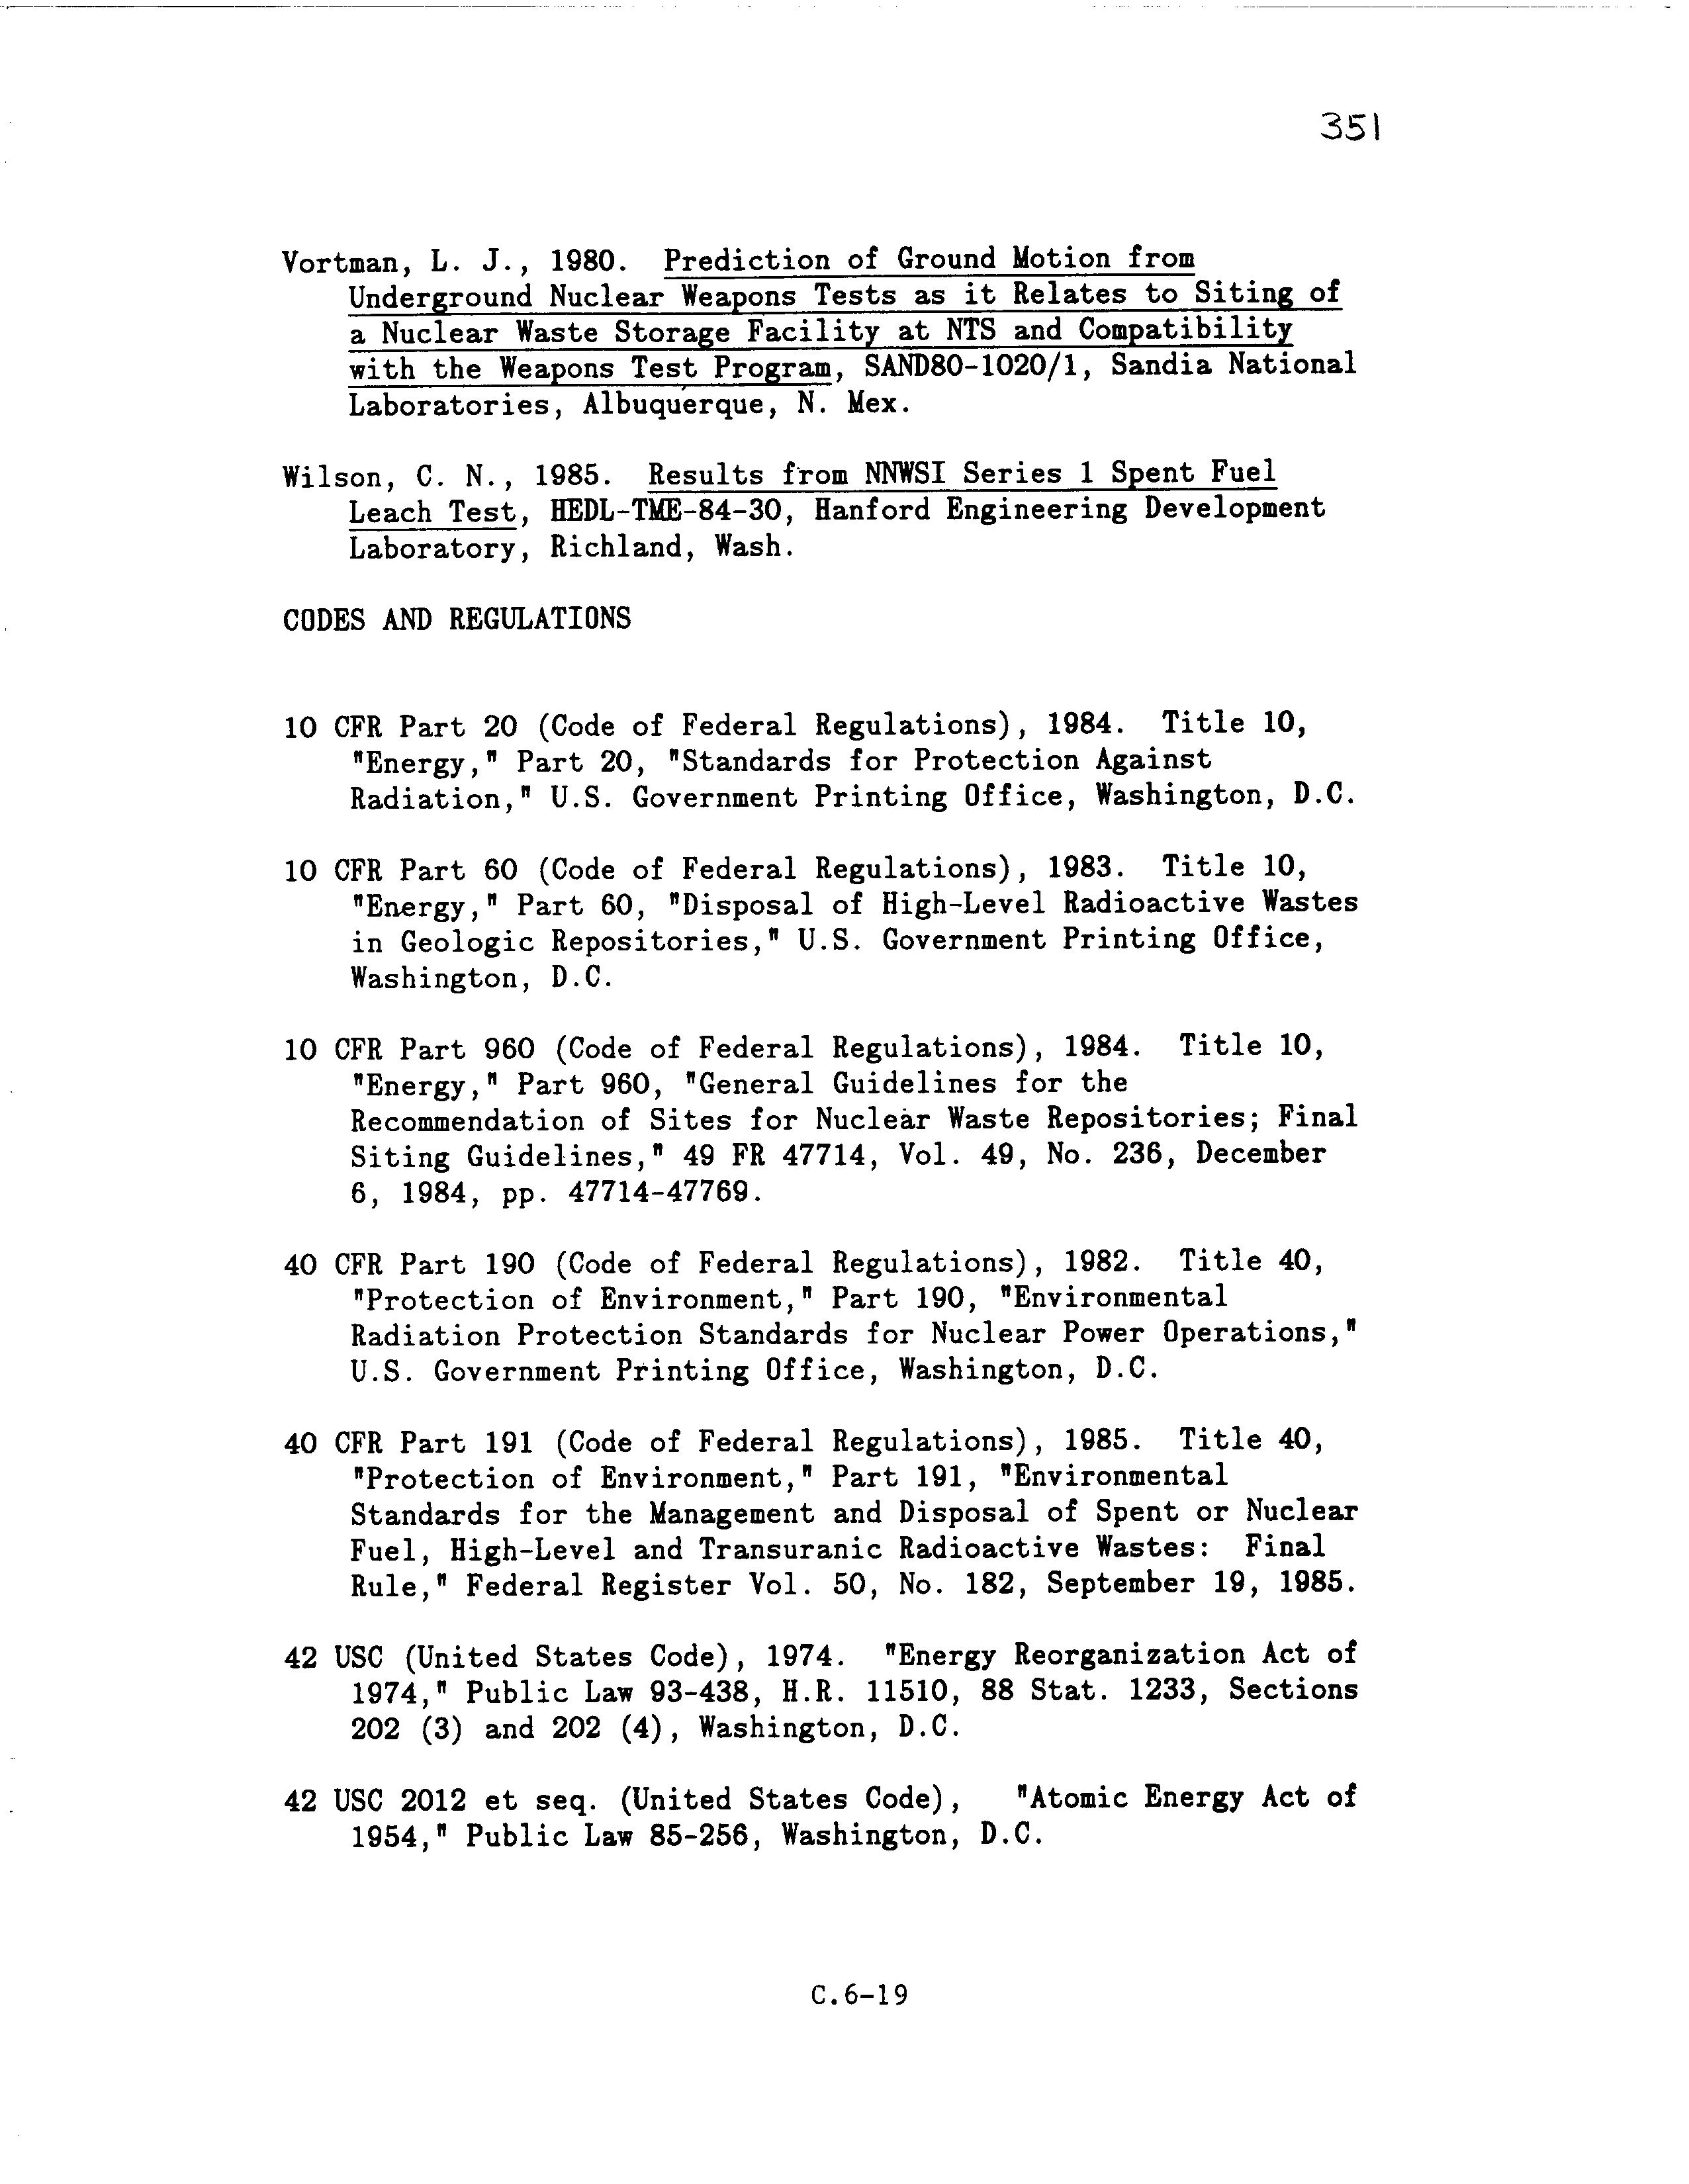 351
Vortman, L. J., 1980. Prediction of Ground Motion from
Underground Nuclear Weapons Tests as it Relates to Siting of
a Nuclear Waste Storage Facility at NTS and Compatibility
with the Weapons Test Program, SAND80-1020/1, Sandia National
Laboratories, Albuquerque, N. Mex.
Wilson, C. N., 1985. Results from NNWSI Series 1 Spent Fuel
Leach Test, HEDL-TME-84-30, Hanford Engineering Development
Laboratory, Richland, Wash.
CODES AND REGULATIONS
10 CFR Part 20 (Code of Federal Regulations), 1984. Title 10,
"Energy," Part 20, "Standards for Protection Against
Radiation," U.S. Government Printing Office, Washington, D.C.
10 CFR Part 60 (Code of Federal Regulations), 1983. Title 10,
"Energy," Part 60, "Disposal of High-Level Radioactive Wastes
in Geologic Repositories," U.S. Government Printing Office,
Washington, D.C.
10 CFR Part 960 (Code of Federal Regulations), 1984. Title 10,
"Energy," Part 960, "General Guidelines for the
Recommendation of Sites for Nuclear Waste Repositories; Final
Siting Guidelines," 49 FR 47714, Vol. 49, No. 236, December
6, 1984, pp. 47714-47769.
40 CFR Part 190 (Code of Federal Regulations), 1982. Title 40,
"Protection of Environment," Part 190, "Environmental
Radiation Protection Standards for Nuclear Power Operations,"
U.S. Government Printing Office, Washington, D.C.
40 CFR Part 191 (Code of Federal Regulations), 1985. Title 40,
"Protection of Environment," Part 191, "Environmental
Standards for the Management and Disposal of Spent or Nuclear
Fuel, High-Level and Transuranic Radioactive Wastes: Final
Rule," Federal Register Vol. 50, No. 182, September 19, 1985.
42 USC (United States Code), 1974. "Energy Reorganization Act of
1974," Public Law 93-438, H.R. 11510, 88 Stat. 1233, Sections
202 (3) and 202 (4), Washington, D.C.
42 USC 2012 et seq. (United States Code), "Atomic Energy Act of
1954," Public Law 85-256, Washington, D.C.
C.6-19